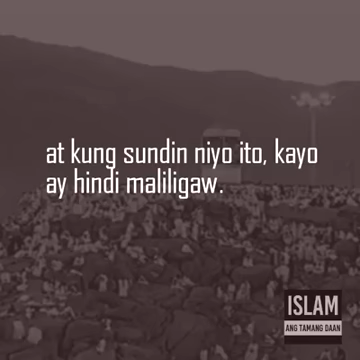 at kung sundin niyo ito, kayo
ay hindi maliligaw.
ISLAM
ANG TAMANG DAAN